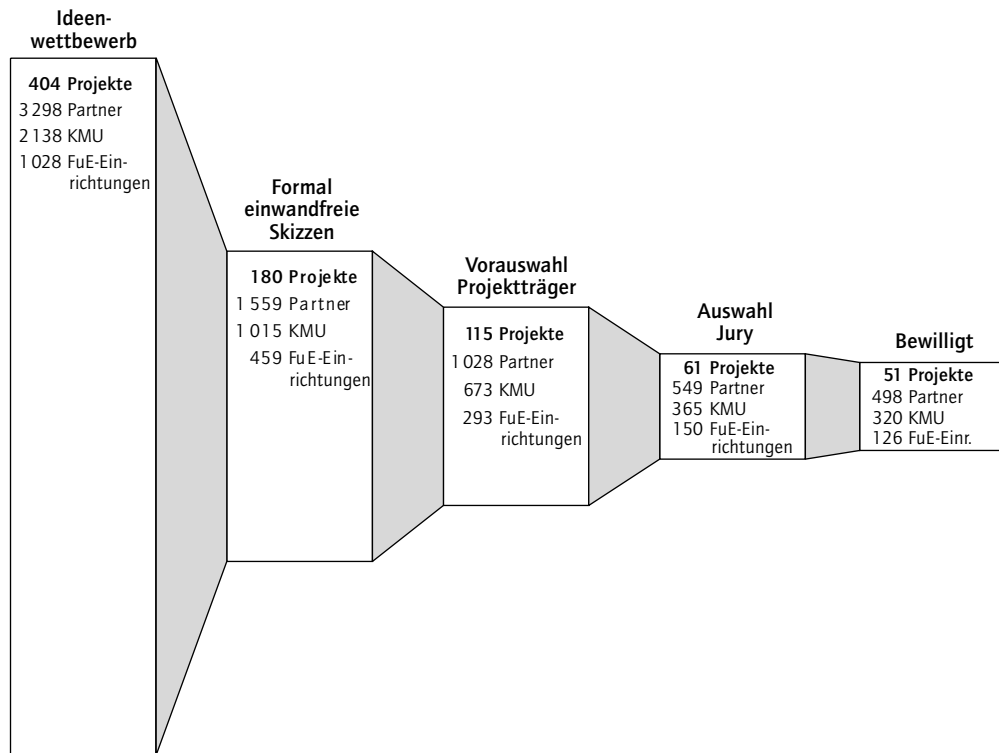 Ideen-
wettbewerb
404 Projekte
3 298 Partner
2 138 KMU
1 028 FuE-Ein-
richtungen
Formal
einwandfreie
Skizzen
180 Projekte
1 559 Partner
1 015 KMU
459 FuE-Ein-
richtungen
Vorauswahl
Projektträger
115 Projekte
1 028 Partner
673 KMU
293 FuE-Ein-
richtungen
Auswahl
Jury
61 Projekte
549 Partner
365 KMU
150 FuE-Ein-
richtungen
Bewilligt
51 Projekte
498 Partner
320 KMU
126 FuE-Einr.